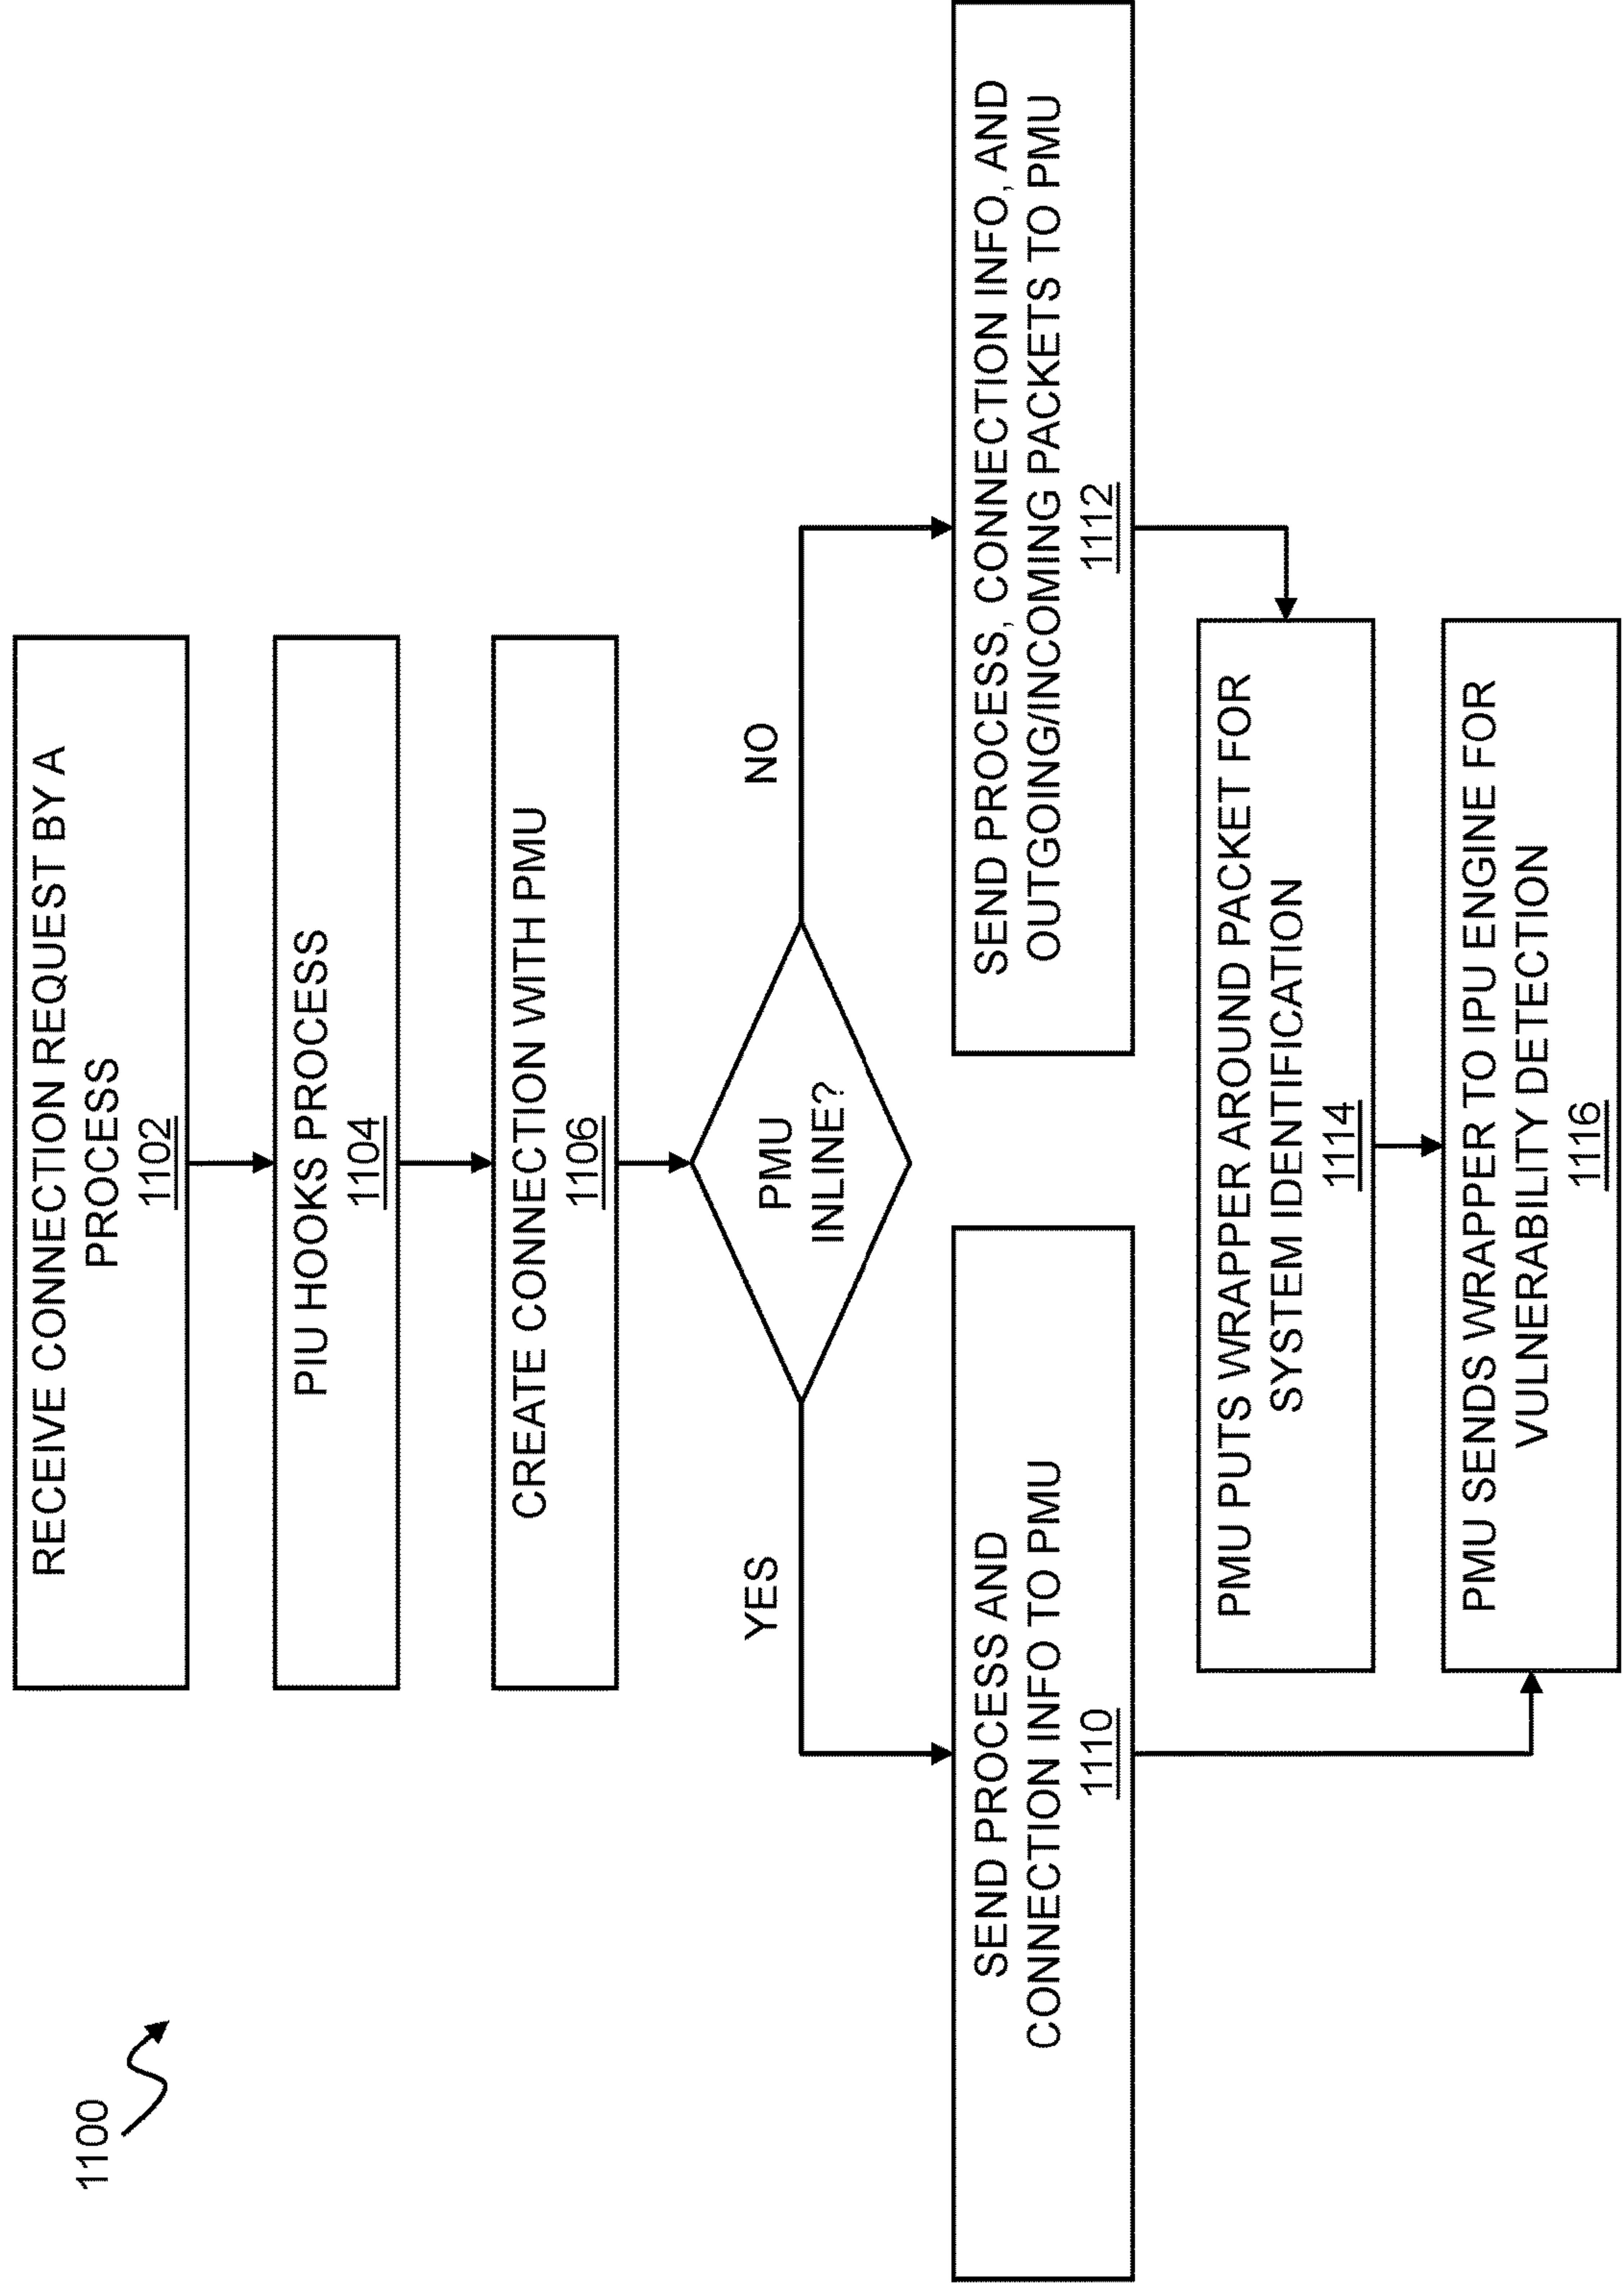 1100
RECEIVE CONNECTION REQUEST BY A
PROCESS
1102
PIU HOOKS PROCESS
1104
CREATE CONNECTION WITH PMU
1106
PMU
INLINE?
YES
NO
SEND PROCESS AND
CONNECTION INFO TO PMU
1110
SEND PROCESS, CONNECTION INFO, AND
OUTGOING/INCOMING PACKETS TO PMU
1112
PMU PUTS WRAPPER AROUND PACKET FOR
SYSTEM IDENTIFICATION
1114
PMU SENDS WRAPPER TO IPU ENGINE FOR
VULNERABILITY DETECTION
1116